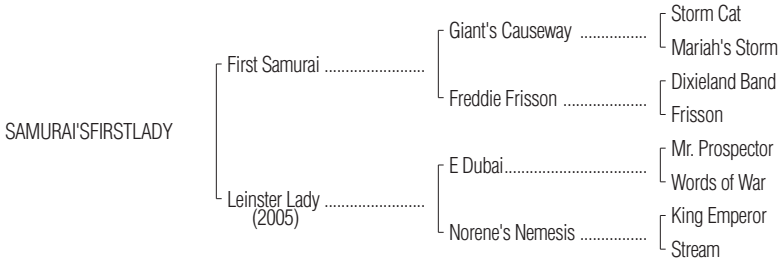 Storm Cat
Giant's Causeway ................
Mariah's Storm
First Samurai ........................
Dixieland Band
Freddie Frisson ....................
Frisson
SAMURAI'SFIRSTLADY
Mr. Prospector
E Dubai..................................
Words of War
Leinster Lady ........................
(2005)
King Emperor
Norene's Nemesis ................
Stream